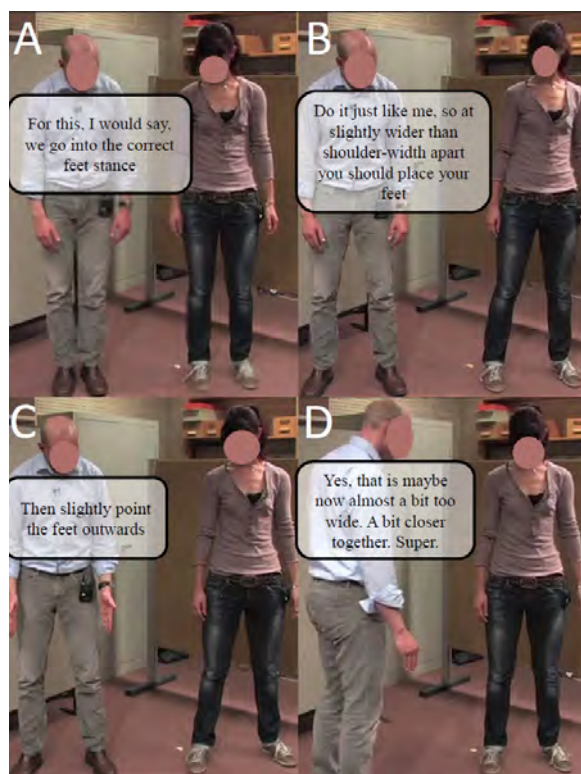 A
For this, I would say,
we go into the correct
feet stance
B
Do it just like me, so at
slightly wider than
shoulder-width apart
you should place your
feet
C
Then slightly point
the feet outwards
D
Yes, that is maybe
now almost a bit too
wide. A bit closer
together. Super.